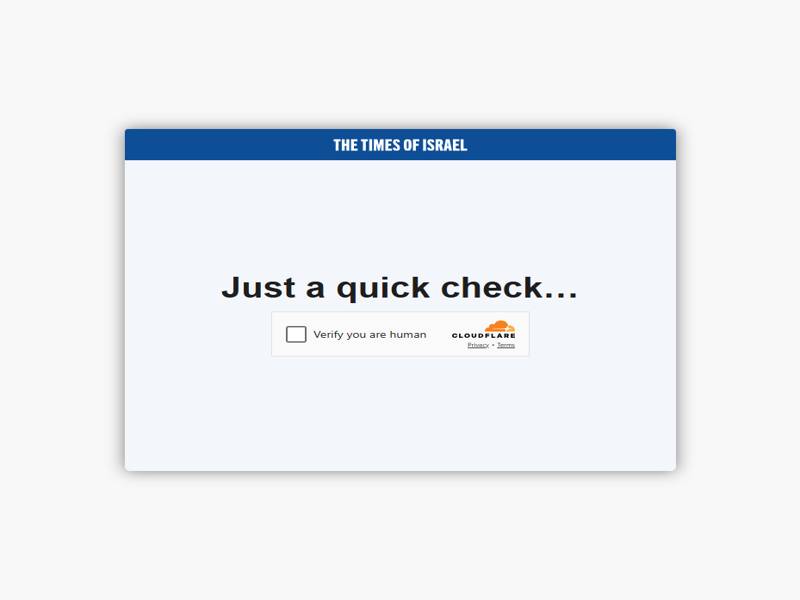 THE TIMES OF ISRAEL
Just a quick check...
Verify you are human
CLOUDFLARE
Privacy • Terms